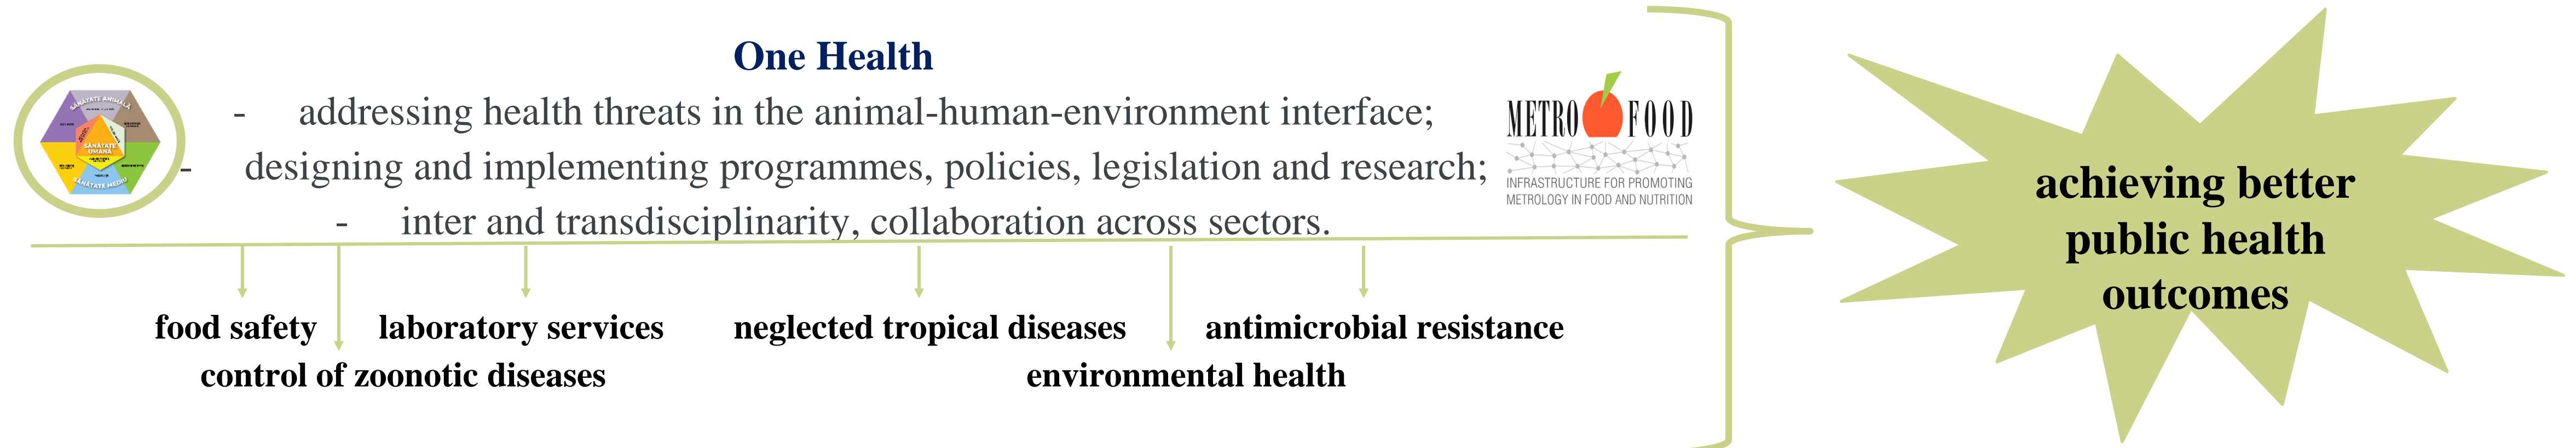 One Health
- addressing health threats in the animal-human-environment interface;
- designing and implementing programmes, policies, legislation and research;
- inter and transdisciplinarity, collaboration across sectors.
SĂNĂTATE ANIMALĂ
SĂNĂTATE
UMANĂ
SĂNĂTATE MEDIU
METROFOOD
INFRASTRUCTURE FOR PROMOTING
METROLOGY IN FOOD AND NUTRITION
food safety
laboratory services
neglected tropical diseases
antimicrobial resistance
control of zoonotic diseases
environmental health
achieving better
public health
outcomes